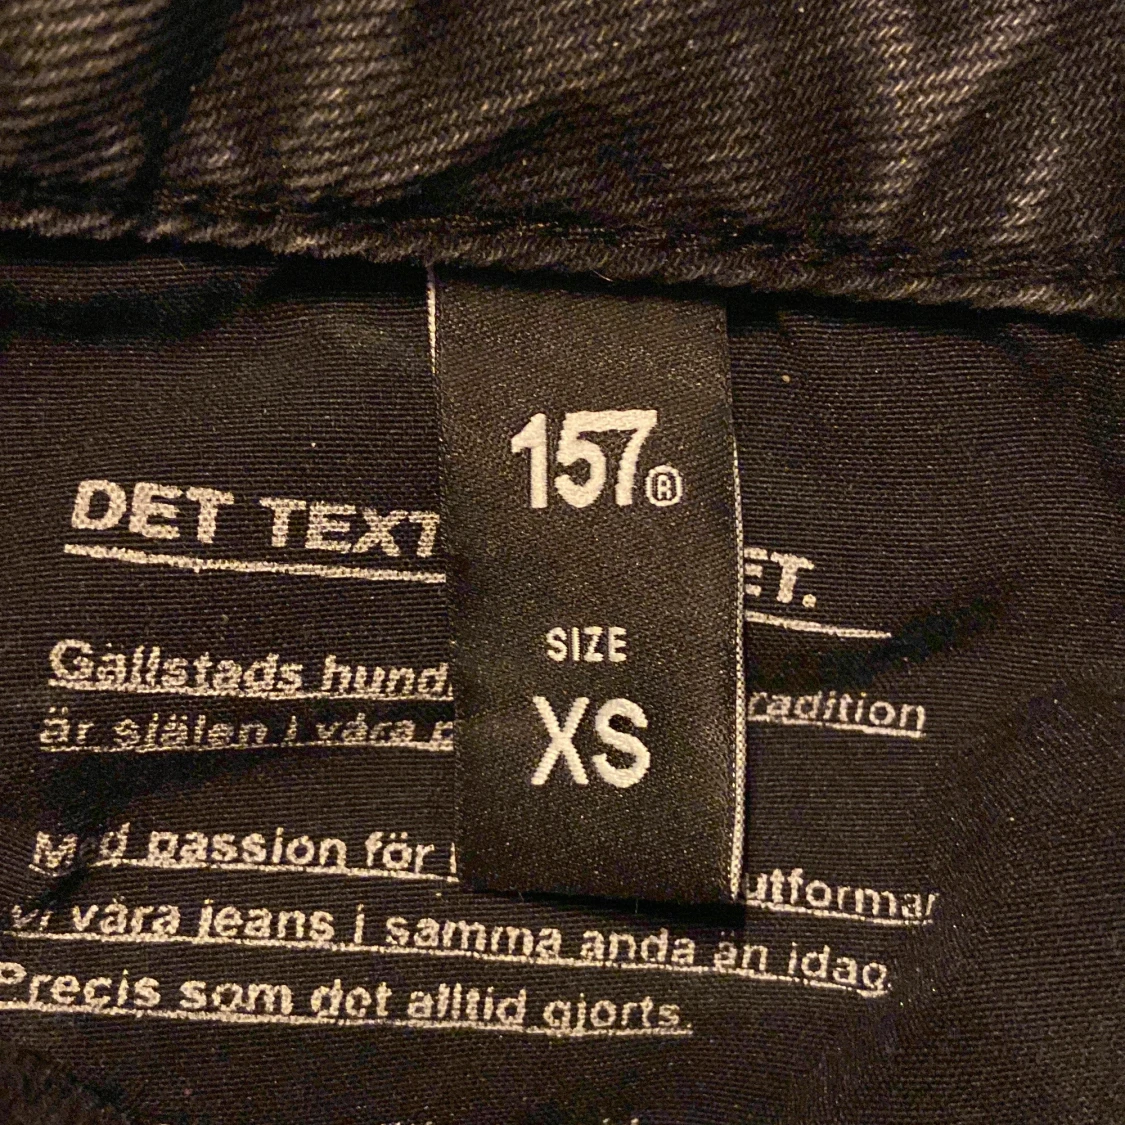 157®
SIZE
XS
DET TEXT ET.
Gällstads hund radition
är själen i våra
Med passion för utformar
vi våra jeans i samma anda än idag
Precis som det alltid gjorts.